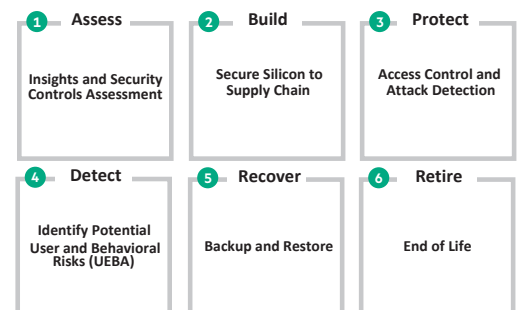 1 Assess
Insights and Security
Controls Assessment
2 Build
Secure Silicon to
Supply Chain
3 Protect
Access Control and
Attack Detection
4 Detect
Identify Potential
User and Behavioral
Risks (UEBA)
5 Recover
Backup and Restore
6 Retire
End of Life